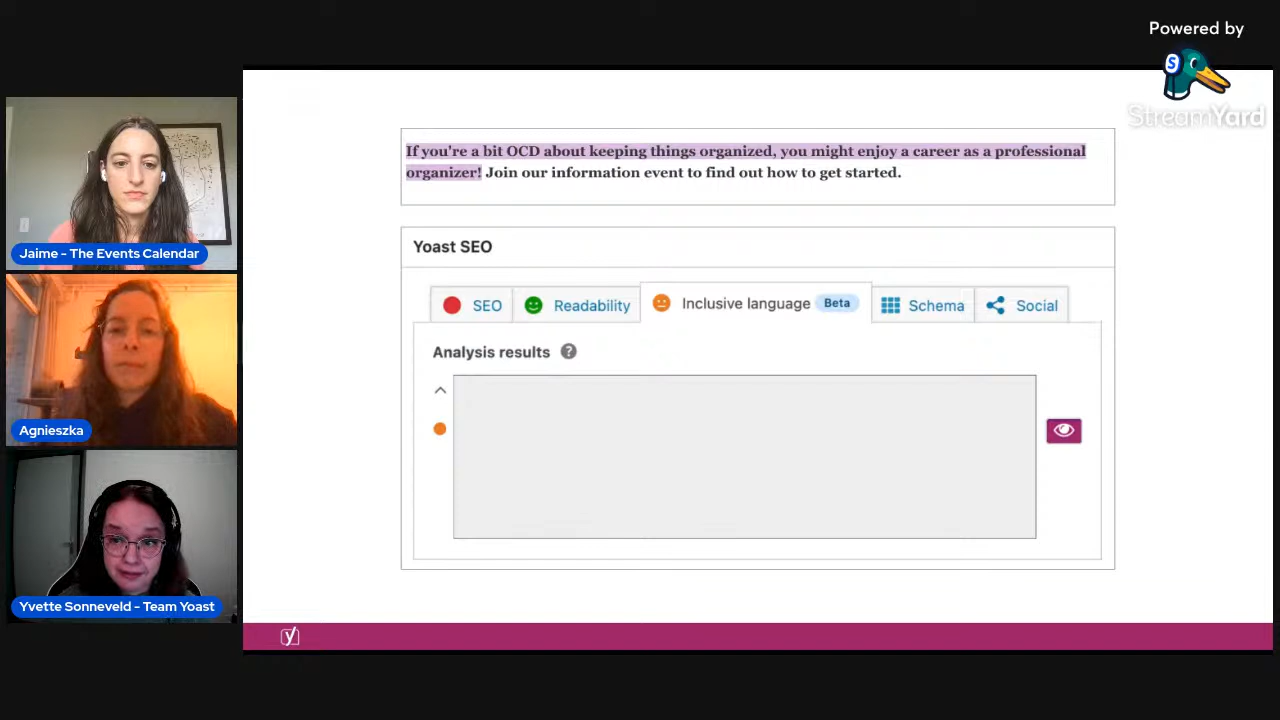 Powered by
S
StreamYard
Jaime - The Events Calendar
Agnieszka
Yvette Sonneveld - Team Yoast
If you're a bit OCD about keeping things organized, you might enjoy a career as a professional
organizer! Join our information event to find out how to get started.
Yoast SEO
SEO
Readability
Inclusive language Beta
Schema
Social
Analysis results ?
y